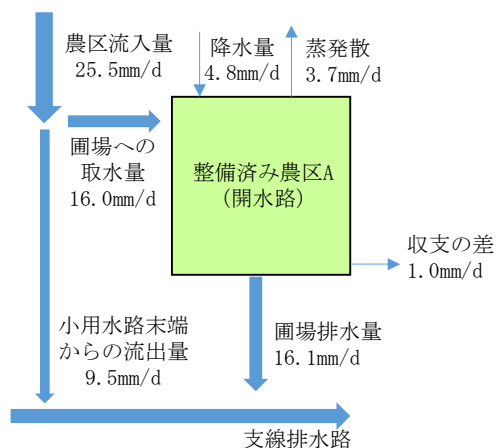 農区流入量
25.5mm/d
降水量
4.8mm/d
蒸発散
3.7mm/d
圃場への
取水量
16.0mm/d
整備済み農区A
(開水路)
収支の差
1.0mm/d
小用水路末端
からの流出量
9.5mm/d
圃場排水量
16.1mm/d
支線排水路